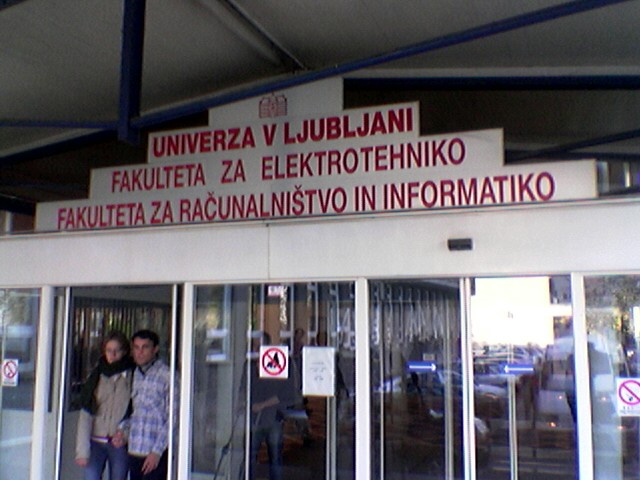 UNIVERZA V LJUBLJANI
FAKULTETA ZA ELEKTROTEHNIKO
FAKULTETA ZA RAČUNALNIŠTVO IN INFORMATIKO